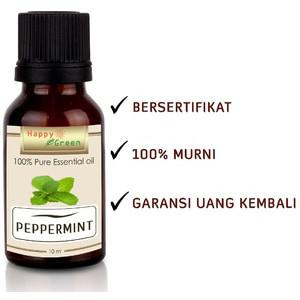 Happy
Green
100% Pure Essential oil
PEPPERMINT
10 ml
BERSERTIFIKAT
100% MURNI
GARANSI UANG KEMBALI